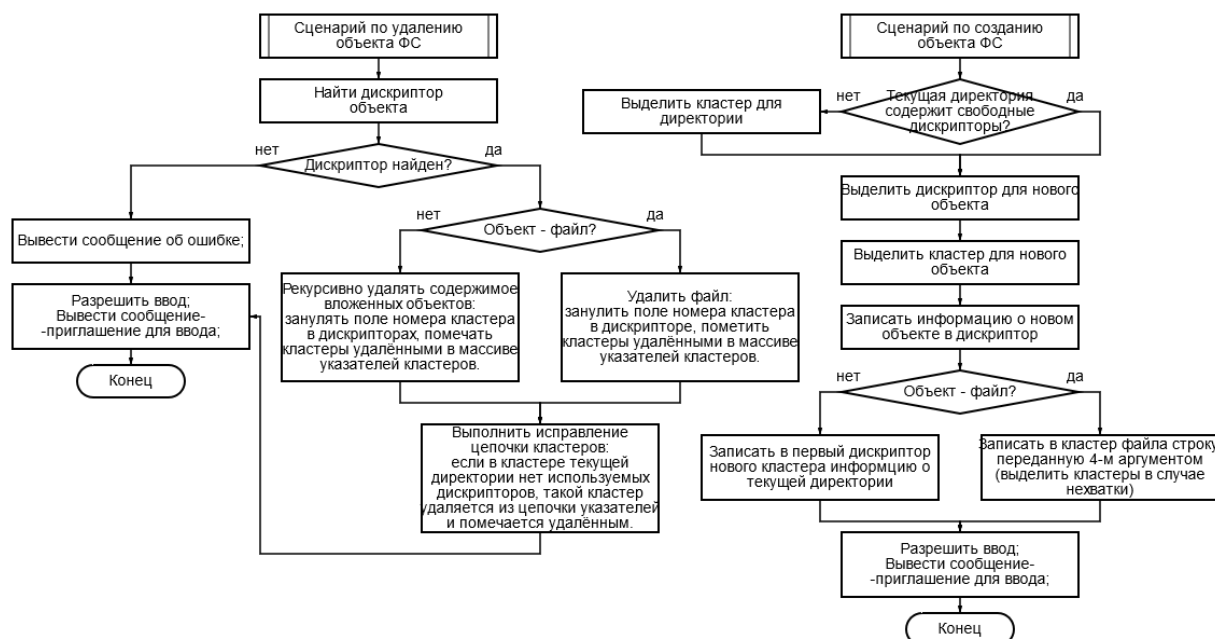 Сценарий по удалению
объекта ФС
Найти дискриптор
объекта
нет
да
Дискриптор найден?
Вывести сообщение об ошибке;
Разрешить ввод;
Вывести сообщение-
-приглашение для ввода;
Конец
нет
да
Объект - файл?
Рекурсивно удалять содержимое
вложенных объектов:
занулять поле номера кластера
в дискрипторах, помечать
кластеры удалёнными в массиве
указателей кластеров.
Удалить файл:
занулить поле номера кластера
в дискрипторе, пометить
кластеры удалёнными в массиве
указателей кластеров.
Выполнить исправление
цепочки кластеров:
если в кластере текущей
директории нет используемых
дискрипторов, такой кластер
удаляется из цепочки указателей
и помечается удалённым.
Сценарий по созданию
объекта ФС
нет
да
Текущая директория
содержит свободные
дискрипторы?
Выделить кластер для
директории
Выделить дискриптор для нового
объекта
Выделить кластер для нового
объекта
Записать информацию о новом
объекте в дискриптор
нет
да
Объект - файл?
Записать в первый дискриптор
нового кластера информцию о
текущей директории
Записать в кластер файла строку,
переданную 4-м аргументом
(выделить кластеры в случае
нехватки)
Разрешить ввод;
Вывести сообщение-
-приглашение для ввода;
Конец